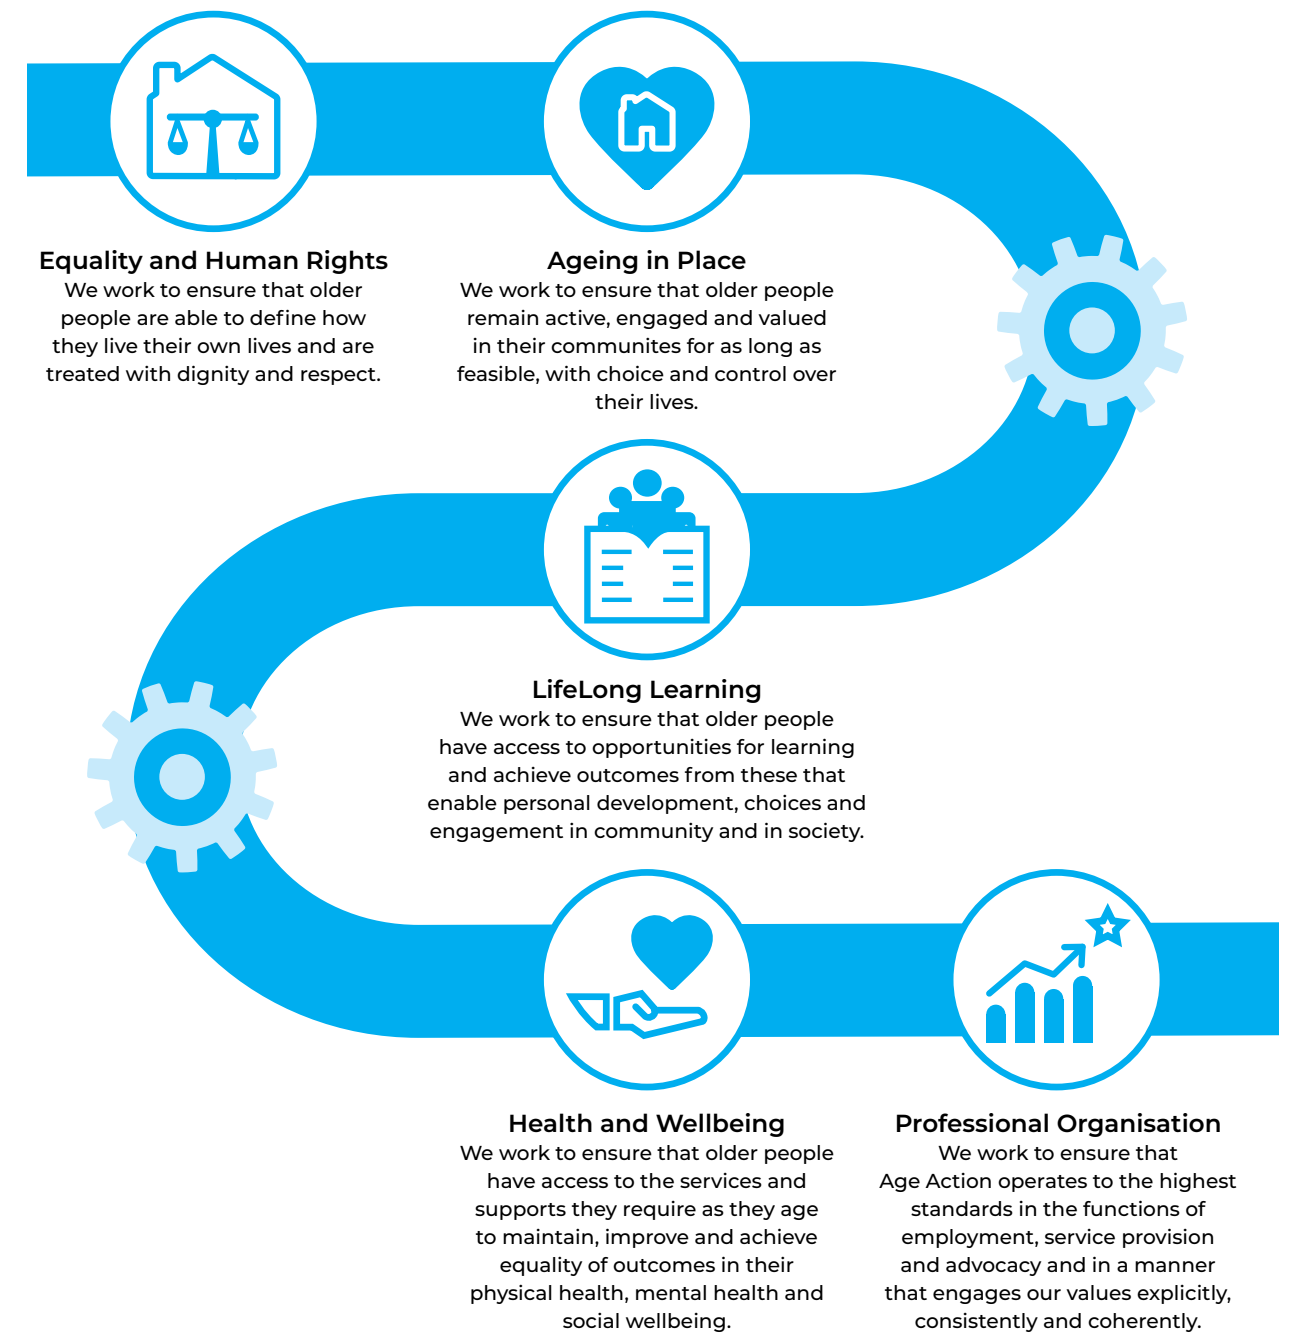 Equality and Human Rights
We work to ensure that older
people are able to define how
they live their own lives and are
treated with dignity and respect.
Ageing in Place
We work to ensure that older people
remain active, engaged and valued
in their communites for as long as
feasible, with choice and control over
their lives.
LifeLong Learning
We work to ensure that older people
have access to opportunities for learning
and achieve outcomes from these that
enable personal development, choices and
engagement in community and in society.
Health and Wellbeing
We work to ensure that older people
have access to the services and
supports they require as they age
to maintain, improve and achieve
equality of outcomes in their
physical health, mental health and
social wellbeing.
Professional Organisation
We work to ensure that
Age Action operates to the highest
standards in the functions of
employment, service provision
and advocacy and in a manner
that engages our values explicitly,
consistently and coherently.